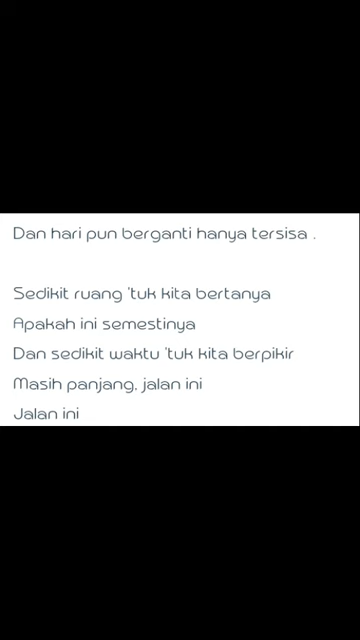 Dan hari pun berganti hanya tersisa .
Sedikit ruang 'tuk kita bertanya
Apakah ini semestinya
Dan sedikit waktu 'tuk kita berpikir
Masih panjang, jalan ini
Jalan ini